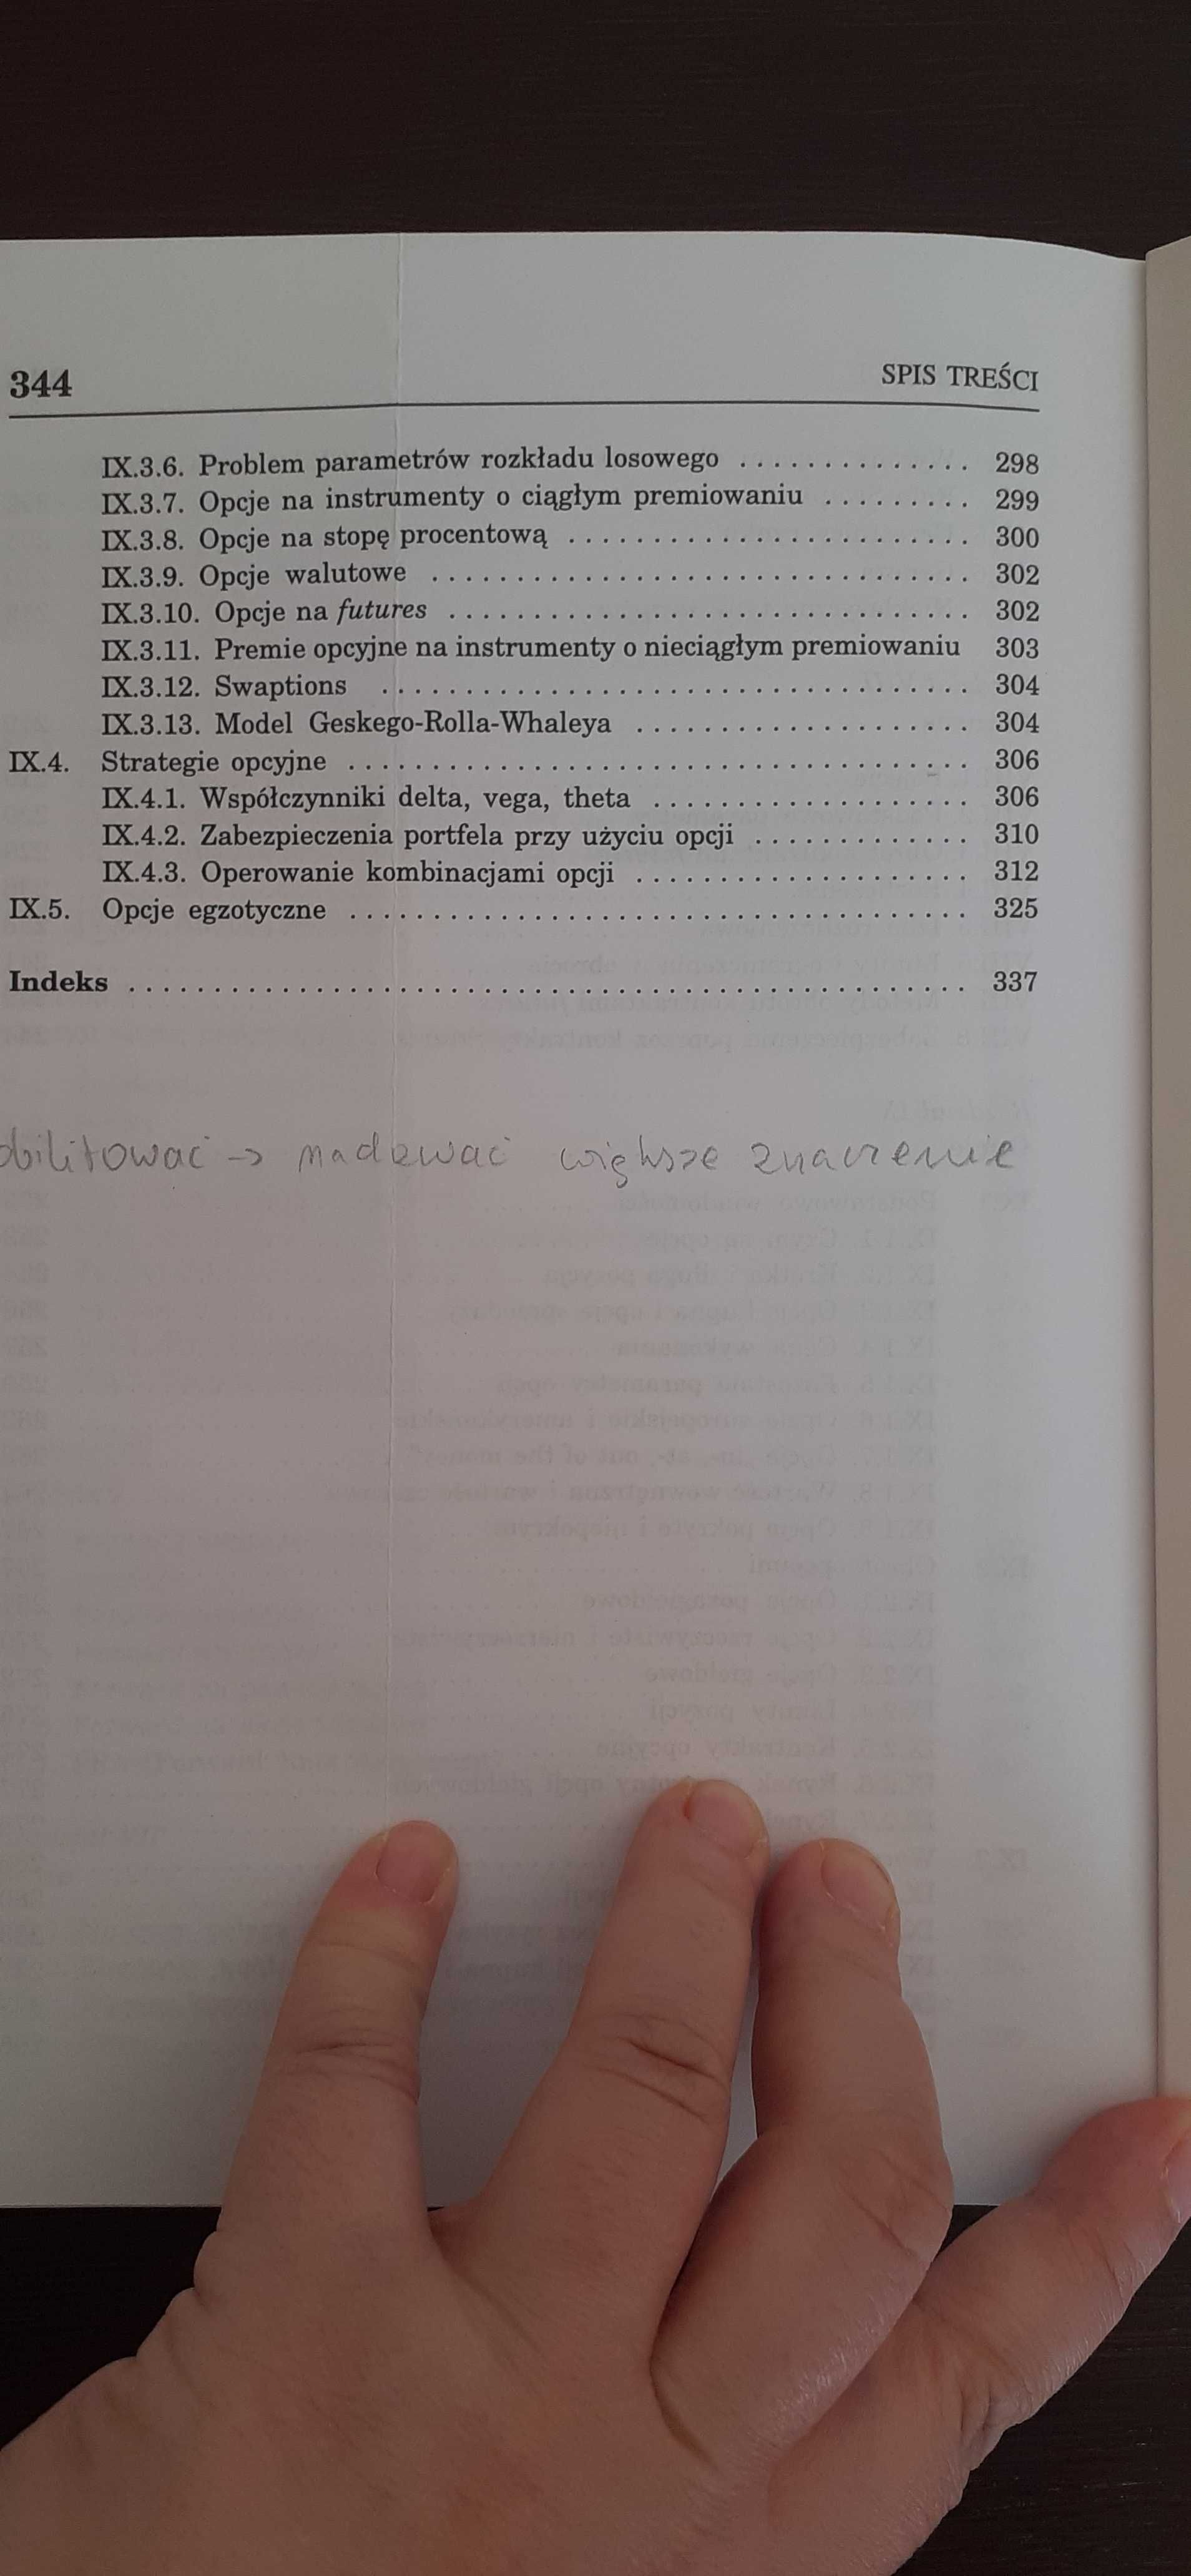 344 SPIS TREŚCI
IX.3.6. Problem parametrów rozkładu losowego . . . . . . . . . . . . . . 298
IX.3.7. Opcje na instrumenty o ciągłym premiowaniu . . . . . . . . . 299
IX.3.8. Opcje na stopę procentową . . . . . . . . . . . . . . . . . . . . . . . . 300
IX.3.9. Opcje walutowe . . . . . . . . . . . . . . . . . . . . . . . . . . . . . . . . 302
IX.3.10. Opcje na futures . . . . . . . . . . . . . . . . . . . . . . . . . . . . . . . 302
IX.3.11. Premie opcyjne na instrumenty o nieciągłym premiowaniu 303
IX.3.12. Swaptions . . . . . . . . . . . . . . . . . . . . . . . . . . . . . . . . . . . 304
IX.3.13. Model Geskego-Rolla-Whaleya . . . . . . . . . . . . . . . . . . . . 304
IX.4. Strategie opcyjne . . . . . . . . . . . . . . . . . . . . . . . . . . . . . . . . . . . . . 306
IX.4.1. Współczynniki delta, vega, theta . . . . . . . . . . . . . . . . . . . 306
IX.4.2. Zabezpieczenia portfela przy użyciu opcji . . . . . . . . . . . . . 310
IX.4.3. Operowanie kombinacjami opcji . . . . . . . . . . . . . . . . . . . . 312
IX.5. Opcje egzotyczne . . . . . . . . . . . . . . . . . . . . . . . . . . . . . . . . . . . . . 325
Indeks . . . . . . . . . . . . . . . . . . . . . . . . . . . . . . . . . . . . . . . . . . . . . . . . . . 337
obilitować → nadawać większe znaczenie